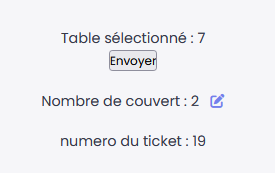 Table sélectionné : 7
Envoyer
Nombre de couvert : 2
numero du ticket : 19